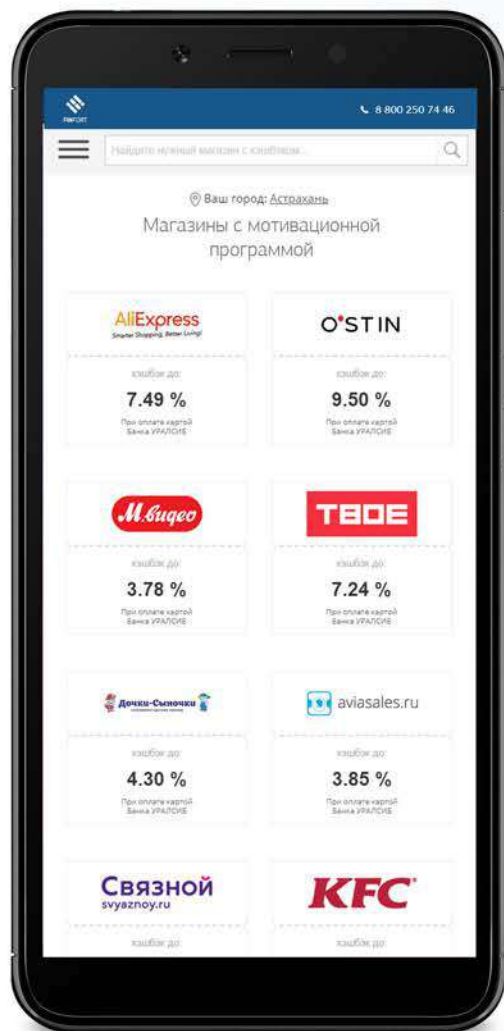 FINFORT
8 800 250 74 46
Найдите нужный магазин с кэшбэком...
Ваш город: Астрахань
Магазины с мотивационной
программой
AliExpress
Smarter Shopping, Better Living!
O'STIN
кэшбэк до:
кэшбэк до:
7.49 %
9.50 %
При оплате картой
Банка УРАЛСИБ
При оплате картой
Банка УРАЛСИБ
М.видео
ТВОЕ
кэшбэк до:
кэшбэк до:
3.78 %
7.24 %
При оплате картой
Банка УРАЛСИБ
При оплате картой
Банка УРАЛСИБ
Дочки-Сыночки
aviasales.ru
кэшбэк до:
кэшбэк до:
4.30 %
3.85 %
При оплате картой
Банка УРАЛСИБ
При оплате картой
Банка УРАЛСИБ
Связной
svyaznoy.ru
KFC
кэшбэк до:
кэшбэк до: